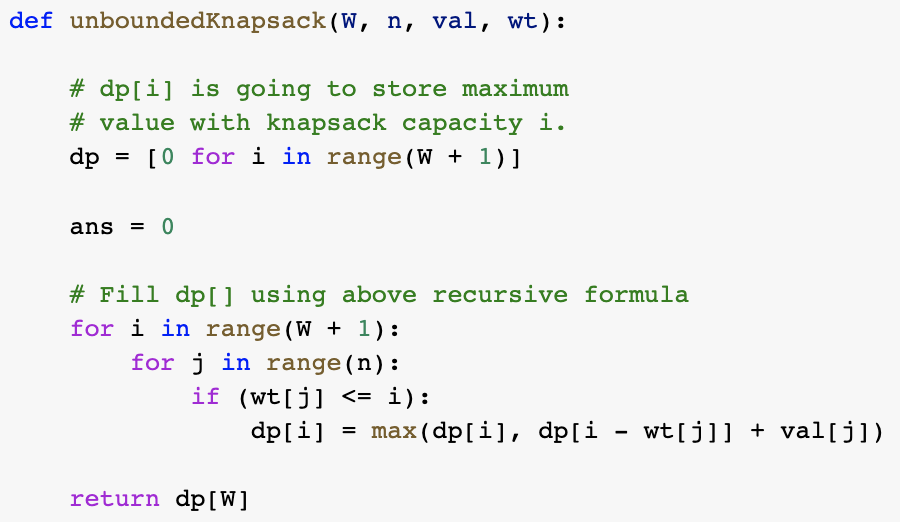 def unboundedKnapsack(W, n, val, wt):
    # dp[i] is going to store maximum
    # value with knapsack capacity i.
    dp = [0 for i in range(W + 1)]
    ans = 0
    # Fill dp[] using above recursive formula
    for i in range(W + 1):
        for j in range(n):
            if (wt[j] <= i):
                dp[i] = max(dp[i], dp[i - wt[j]] + val[j])
    return dp[W]